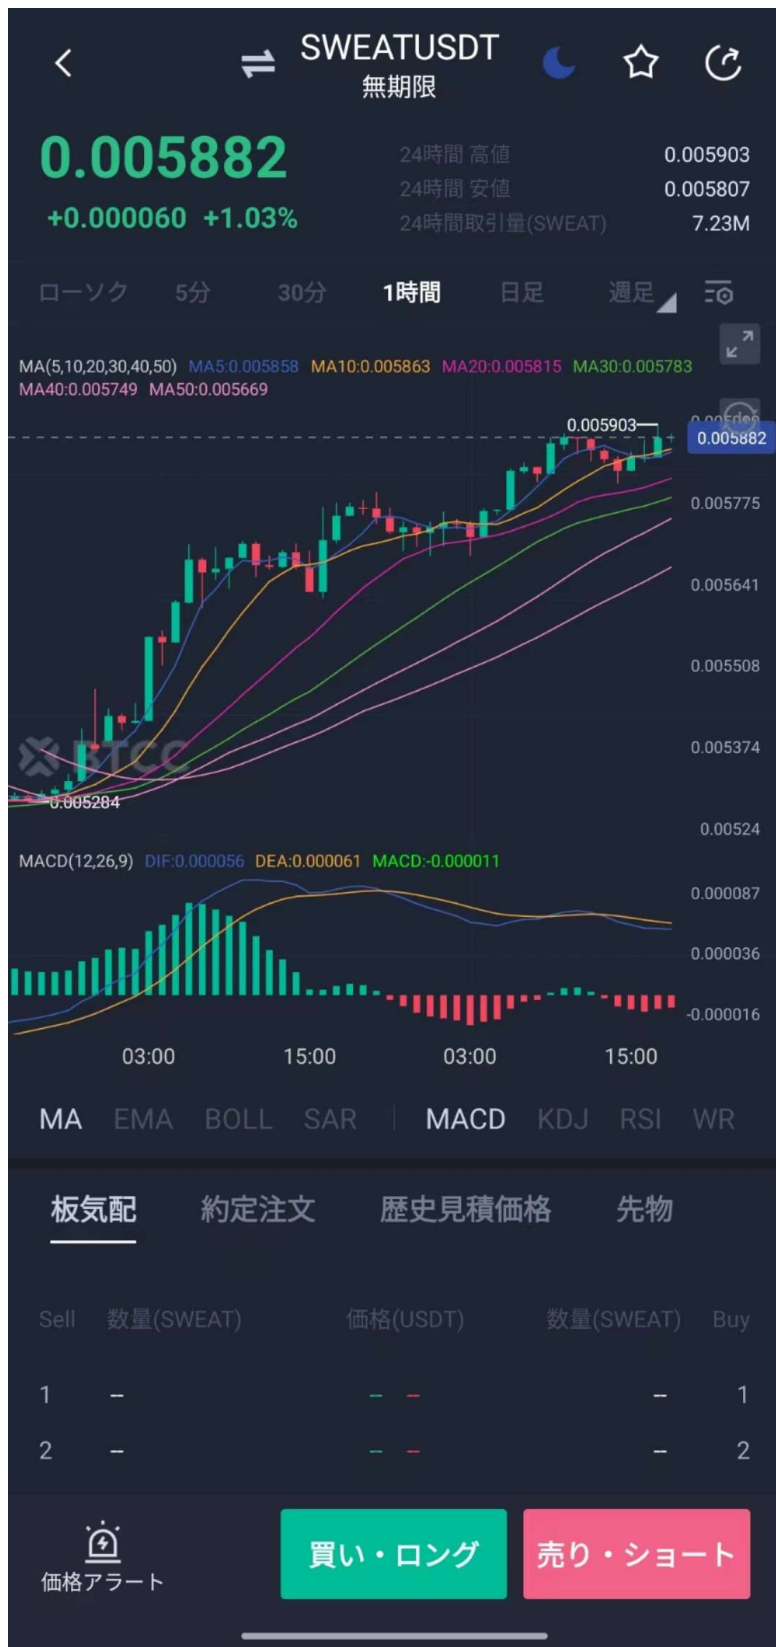 SWEATUSDT
無期限
0.005882
+0.000060 +1.03%
24時間 高値 0.005903
24時間 安値 0.005807
24時間取引量(SWEAT) 7.23M
ローソク 5分 30分 1時間 日足 週足
MA(5,10,20,30,40,50) MA5:0.005858 MA10:0.005863 MA20:0.005815 MA30:0.005783
MA40:0.005749 MA50:0.005669
0.005903
0.005882
0.005775
0.005641
0.005508
BTCC
0.005374
0.005284
0.00524
MACD(12,26,9) DIF:0.000056 DEA:0.000061 MACD:-0.000011
0.000087
0.000036
-0.000016
03:00 15:00 03:00 15:00
MA EMA BOLL SAR MACD KDJ RSI WR
板気配 約定注文 歴史見積価格 先物
Sell 数量(SWEAT) 価格(USDT) 数量(SWEAT) Buy
1 -- -- -- -- 1
2 -- -- -- -- 2
価格アラート 買い・ロング 売り・ショート